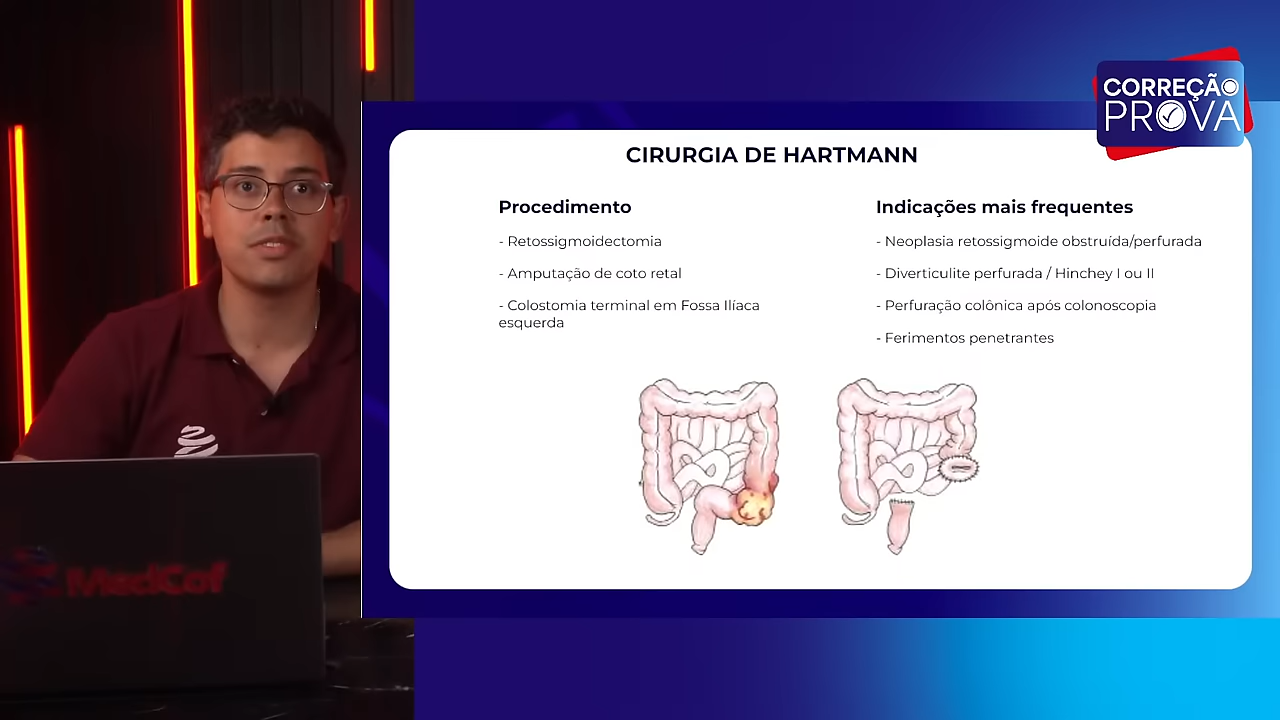 CORREÇÃO
PROVA
CIRURGIA DE HARTMANN
Procedimento
- Retossigmoidectomia
- Amputação de coto retal
- Colostomia terminal em Fossa Ilíaca
esquerda
Indicações mais frequentes
- Neoplasia retossigmoide obstruída/perfurada
- Diverticulite perfurada / Hinchey I ou II
- Perfuração colônica após colonoscopia
- Ferimentos penetrantes
MedCof